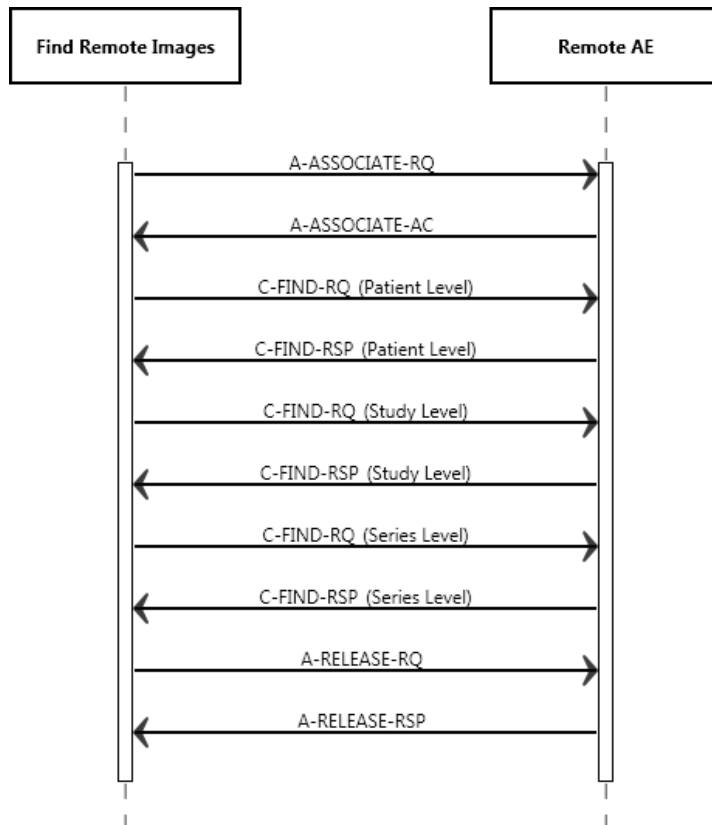 Find Remote Images
Remote AE
A-ASSOCIATE-RQ
A-ASSOCIATE-AC
C-FIND-RQ (Patient Level)
C-FIND-RSP (Patient Level)
C-FIND-RQ (Study Level)
C-FIND-RSP (Study Level)
C-FIND-RQ (Series Level)
C-FIND-RSP (Series Level)
A-RELEASE-RQ
A-RELEASE-RSP